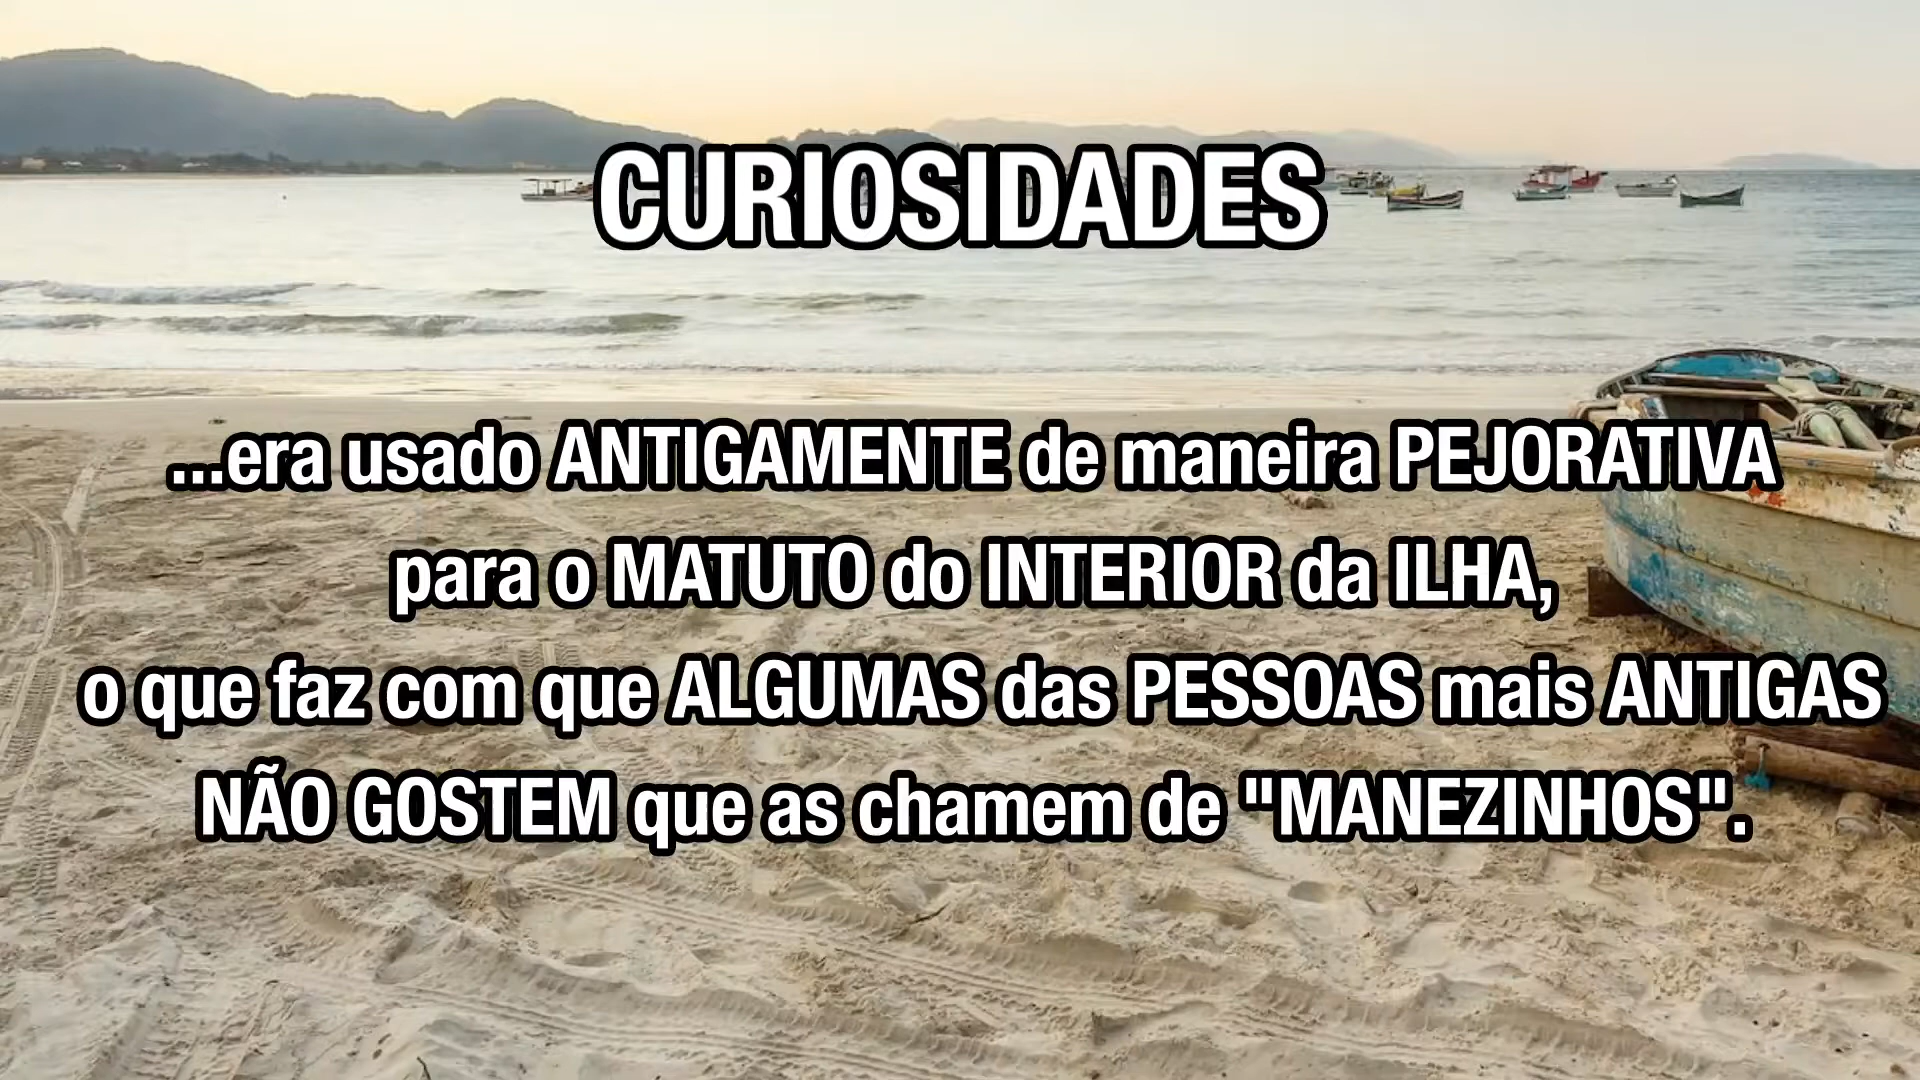 CURIOSIDADES
...era usado ANTIGAMENTE de maneira PEJORATIVA
para o MATUTO do INTERIOR da ILHA,
o que faz com que ALGUMAS das PESSOAS mais ANTIGAS
NÃO GOSTEM que as chamem de "MANEZINHOS".